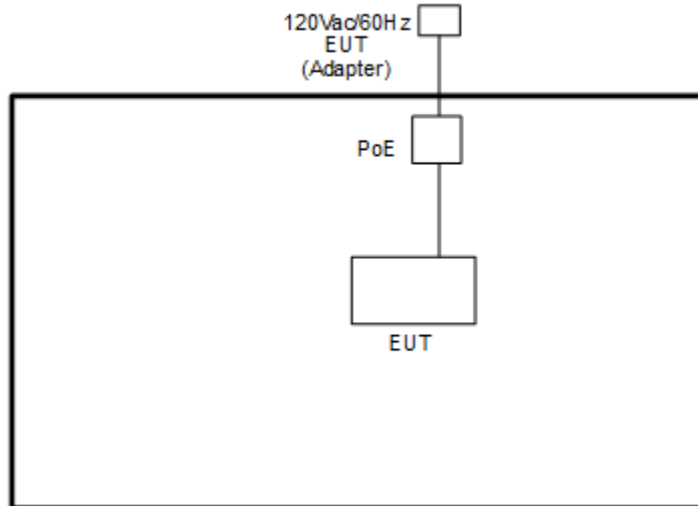 120Vac/60Hz
EUT
(Adapter)
PoE
EUT